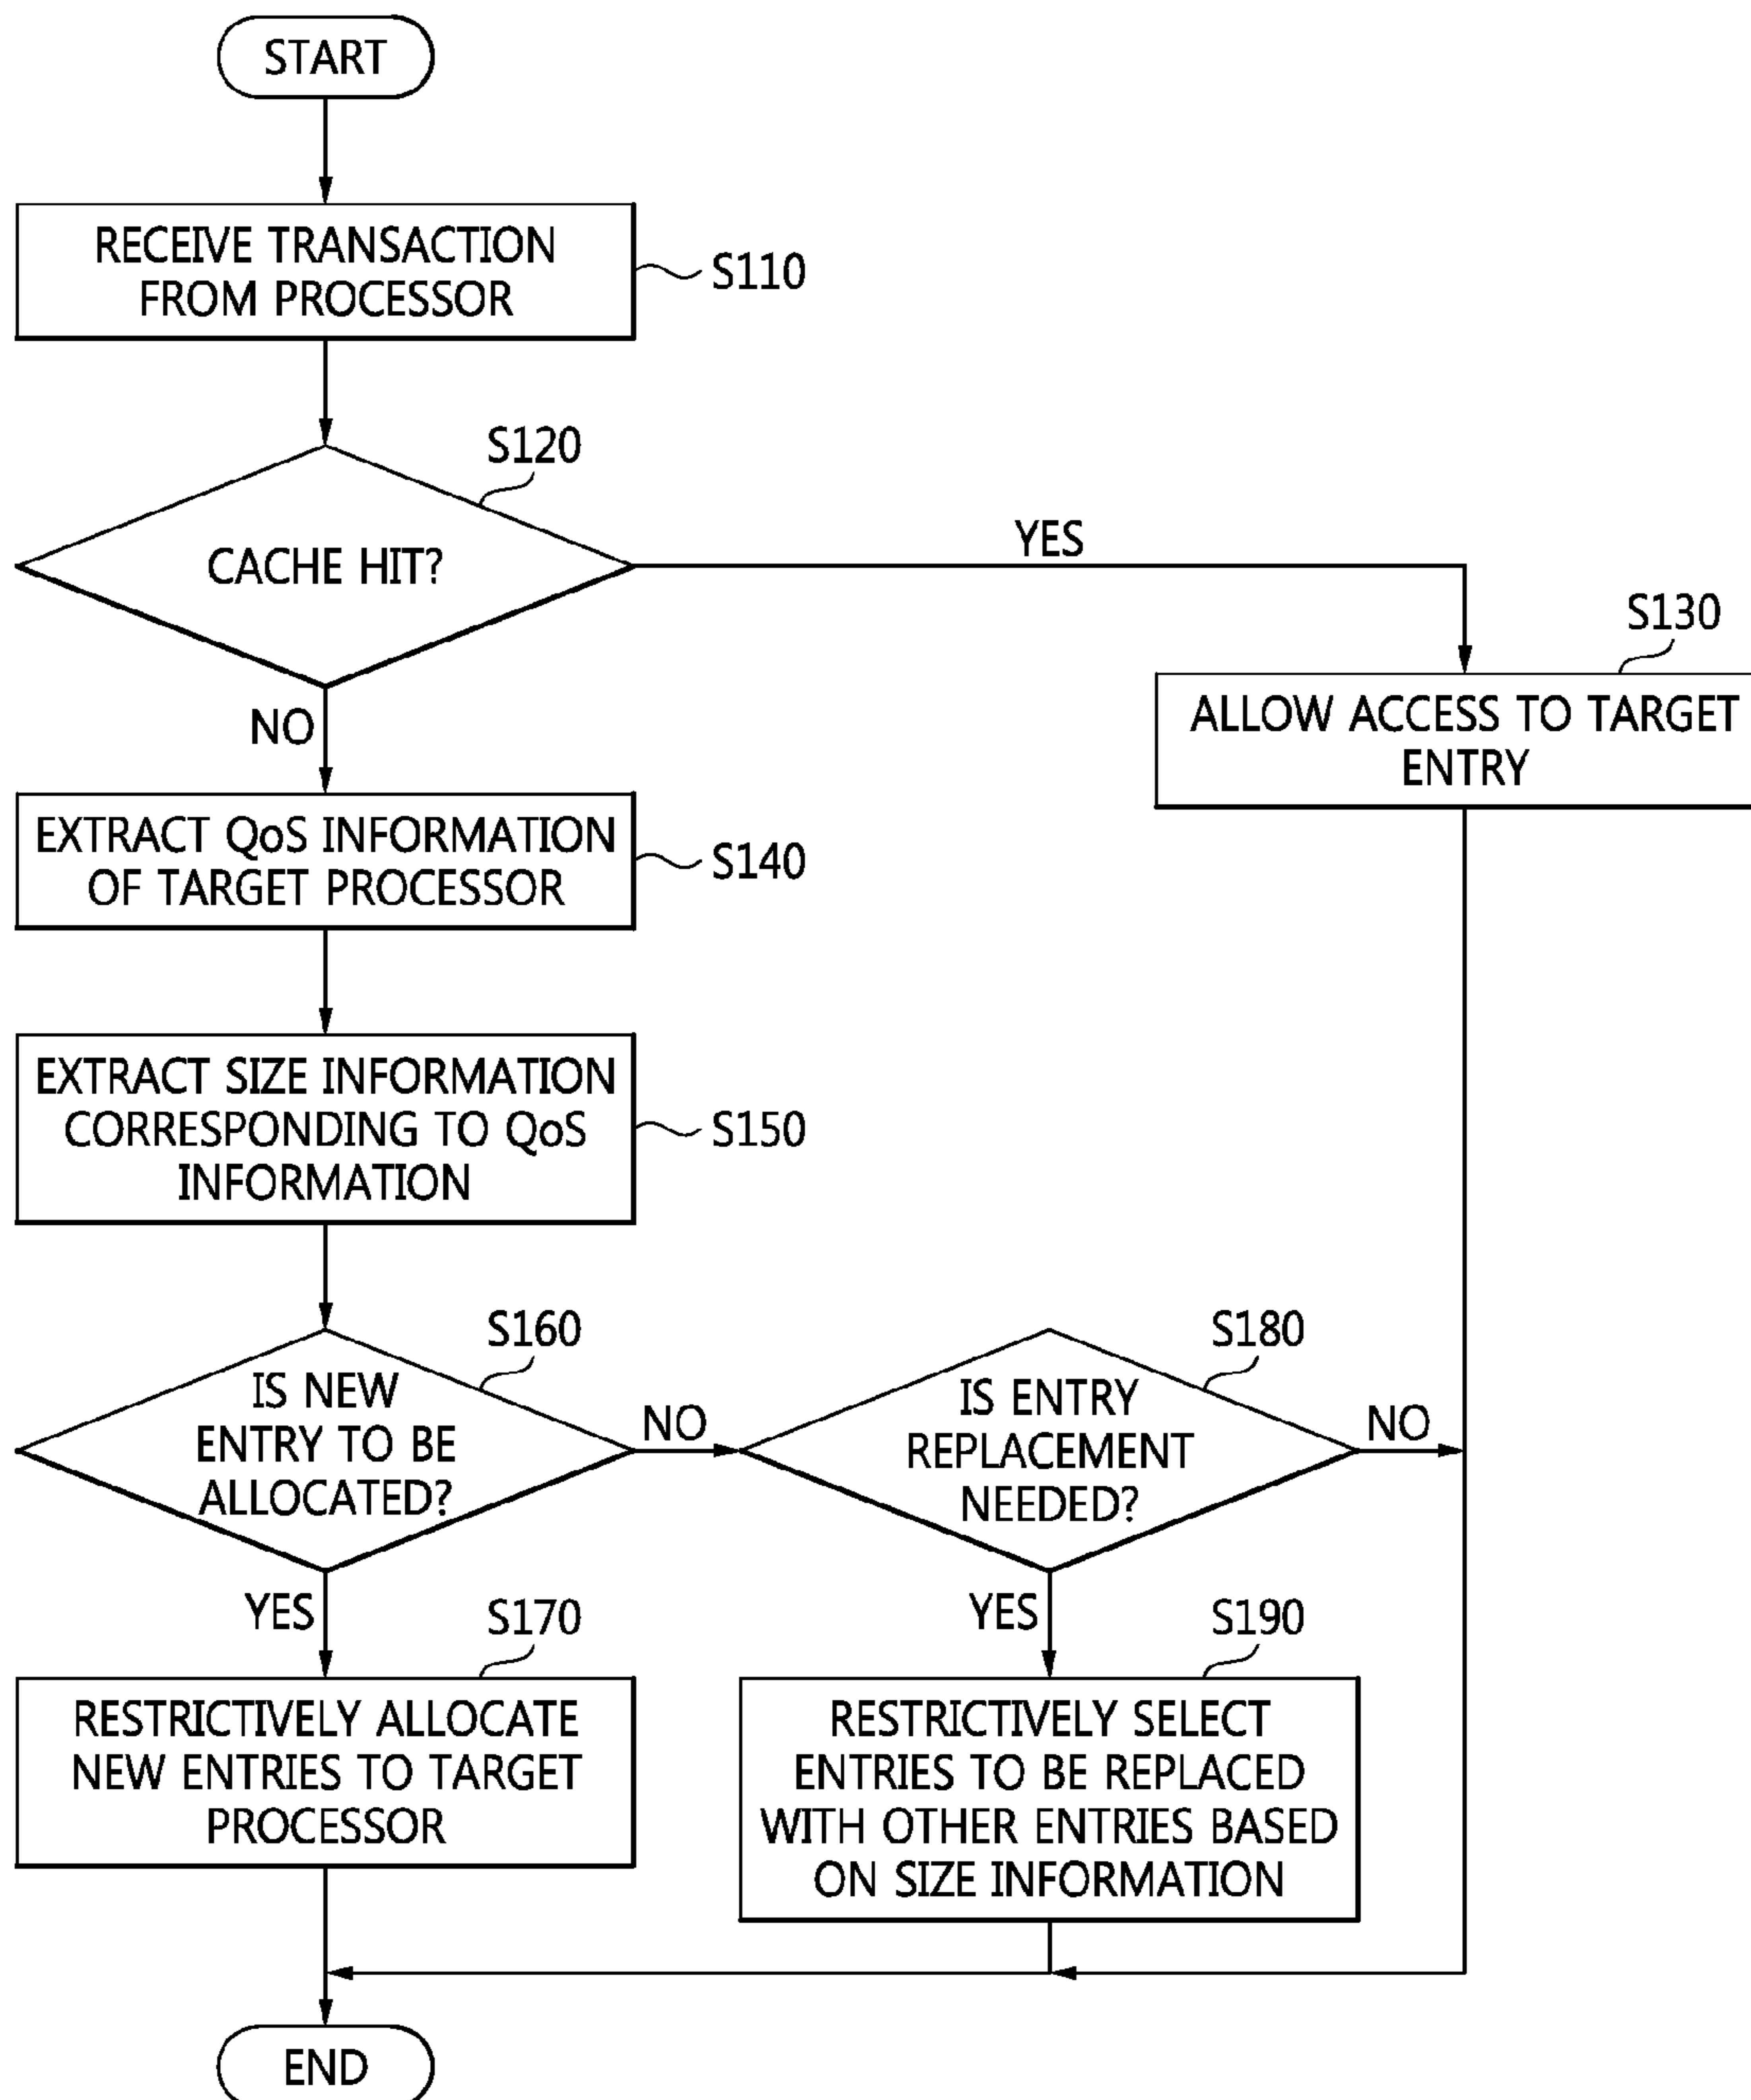 START
RECEIVE TRANSACTION
FROM PROCESSOR
S110
S120
CACHE HIT?
YES
NO
S130
ALLOW ACCESS TO TARGET
ENTRY
EXTRACT QoS INFORMATION
OF TARGET PROCESSOR
S140
EXTRACT SIZE INFORMATION
CORRESPONDING TO QoS
INFORMATION
S150
S160
IS NEW
ENTRY TO BE
ALLOCATED?
NO
YES
S180
IS ENTRY
REPLACEMENT
NEEDED?
NO
YES
S170
RESTRICTIVELY ALLOCATE
NEW ENTRIES TO TARGET
PROCESSOR
S190
RESTRICTIVELY SELECT
ENTRIES TO BE REPLACED
WITH OTHER ENTRIES BASED
ON SIZE INFORMATION
END